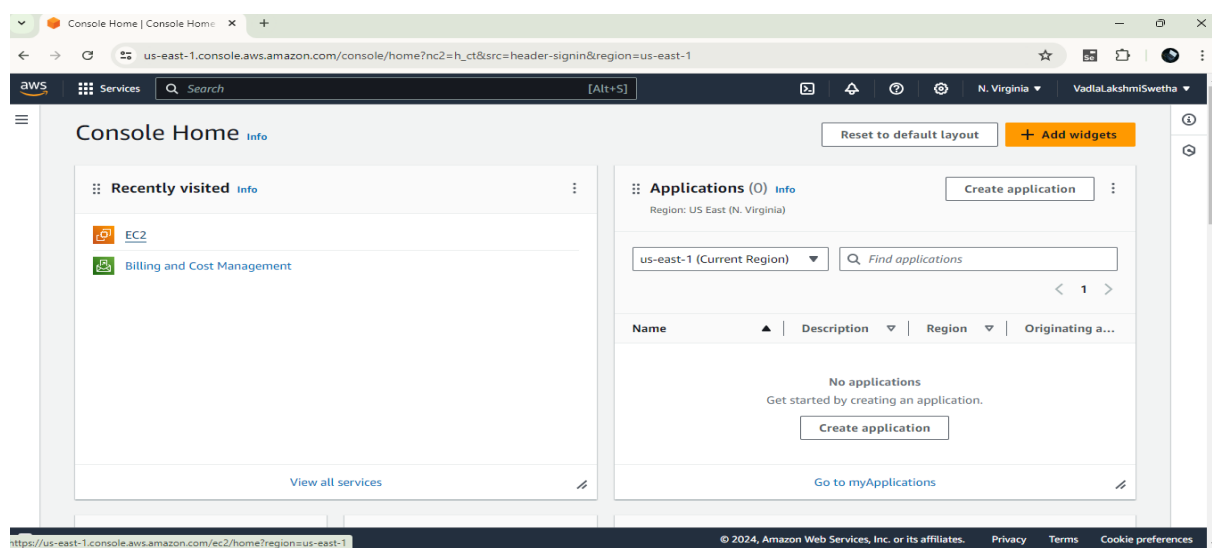 Console Home | Console Home
us-east-1.console.aws.amazon.com/console/home?nc2=h_ct&src=header-signin&region=us-east-1
Se
aws Services Search [Alt+S] N. Virginia VadlaLakshmiSwetha
Console Home Info Reset to default layout + Add widgets
Recently visited Info
EC2
Billing and Cost Management
View all services
Applications (0) Info Create application
Region: US East (N. Virginia)
us-east-1 (Current Region) Find applications
1
Name Description Region Originating a...
No applications
Get started by creating an application.
Create application
Go to myApplications
https://us-east-1.console.aws.amazon.com/ec2/home?region=us-east-1
© 2024, Amazon Web Services, Inc. or its affiliates. Privacy Terms Cookie preferences